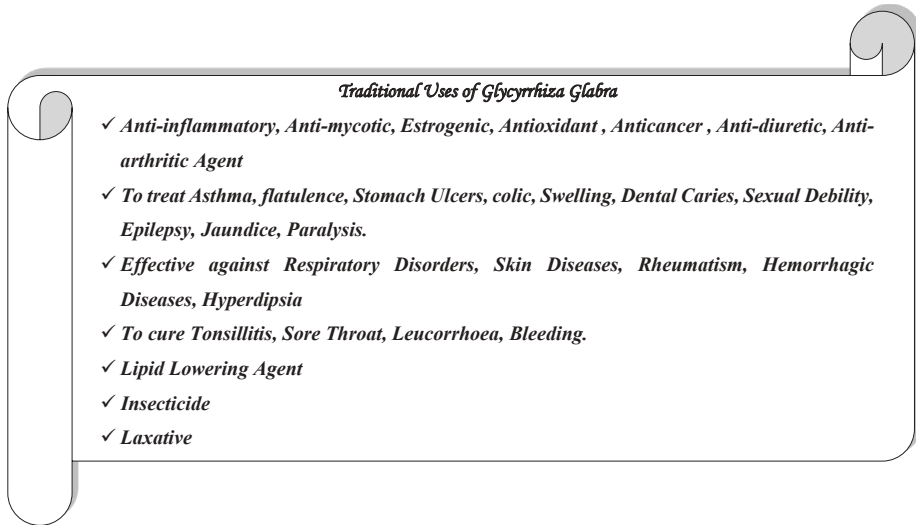 Traditional Uses of Glycyrrhiza Glabra
✓ Anti-inflammatory, Anti-mycotic, Estrogenic, Antioxidant , Anticancer , Anti-diuretic, Anti-
arthritic Agent
✓ To treat Asthma, flatulence, Stomach Ulcers, colic, Swelling, Dental Caries, Sexual Debility,
Epilepsy, Jaundice, Paralysis.
✓ Effective against Respiratory Disorders, Skin Diseases, Rheumatism, Hemorrhagic
Diseases, Hyperdipsia
✓ To cure Tonsillitis, Sore Throat, Leucorrhoea, Bleeding.
✓ Lipid Lowering Agent
✓ Insecticide
✓ Laxative